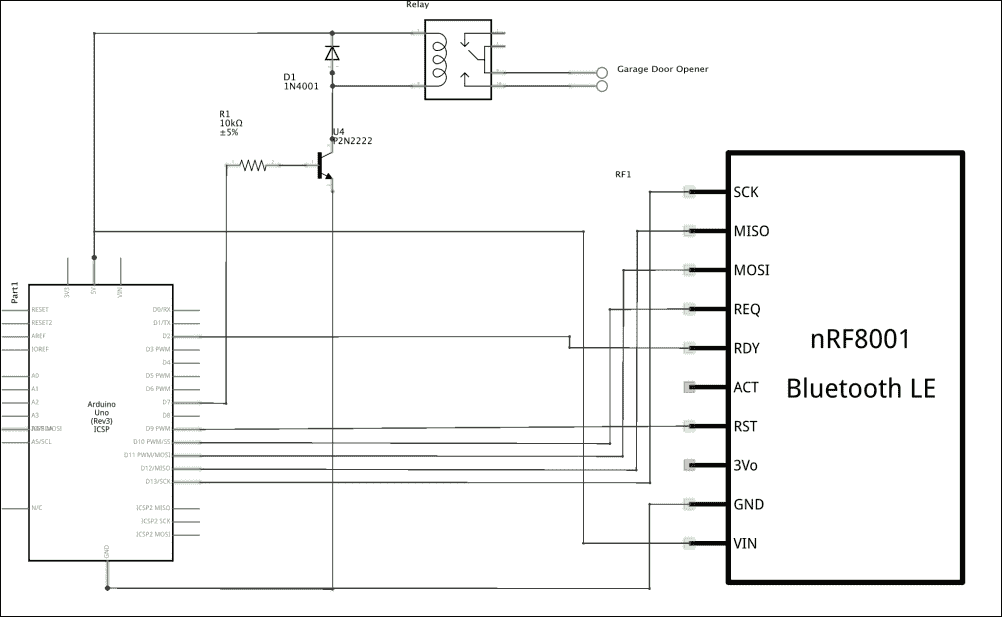 Relay
D1
1N4001
Garage Door Opener
R1
10kΩ
±5%
U4
P2N2222
RF1
SCK
MISO
MOSI
REQ
RDY
ACT
RST
3Vo
GND
VIN
nRF8001
Bluetooth LE
Part1
3V3
5V
VIN
RESET
RESET2
AREF
IOREF
A0
A1
A2
A3
A5/SCL
N/C
Arduino
Uno
(Rev3)
ICSP
D0/RX
D1/TX
D2
D3 PWM
D4
D5 PWM
D6 PWM
D7
D8
D9 PWM
D10 PWM/SS
D11 PWM/MOSI
D12/MISO
D13/SCK
ICSP2 MISO
ICSP2 SCK
ICSP2 MOSI
GND